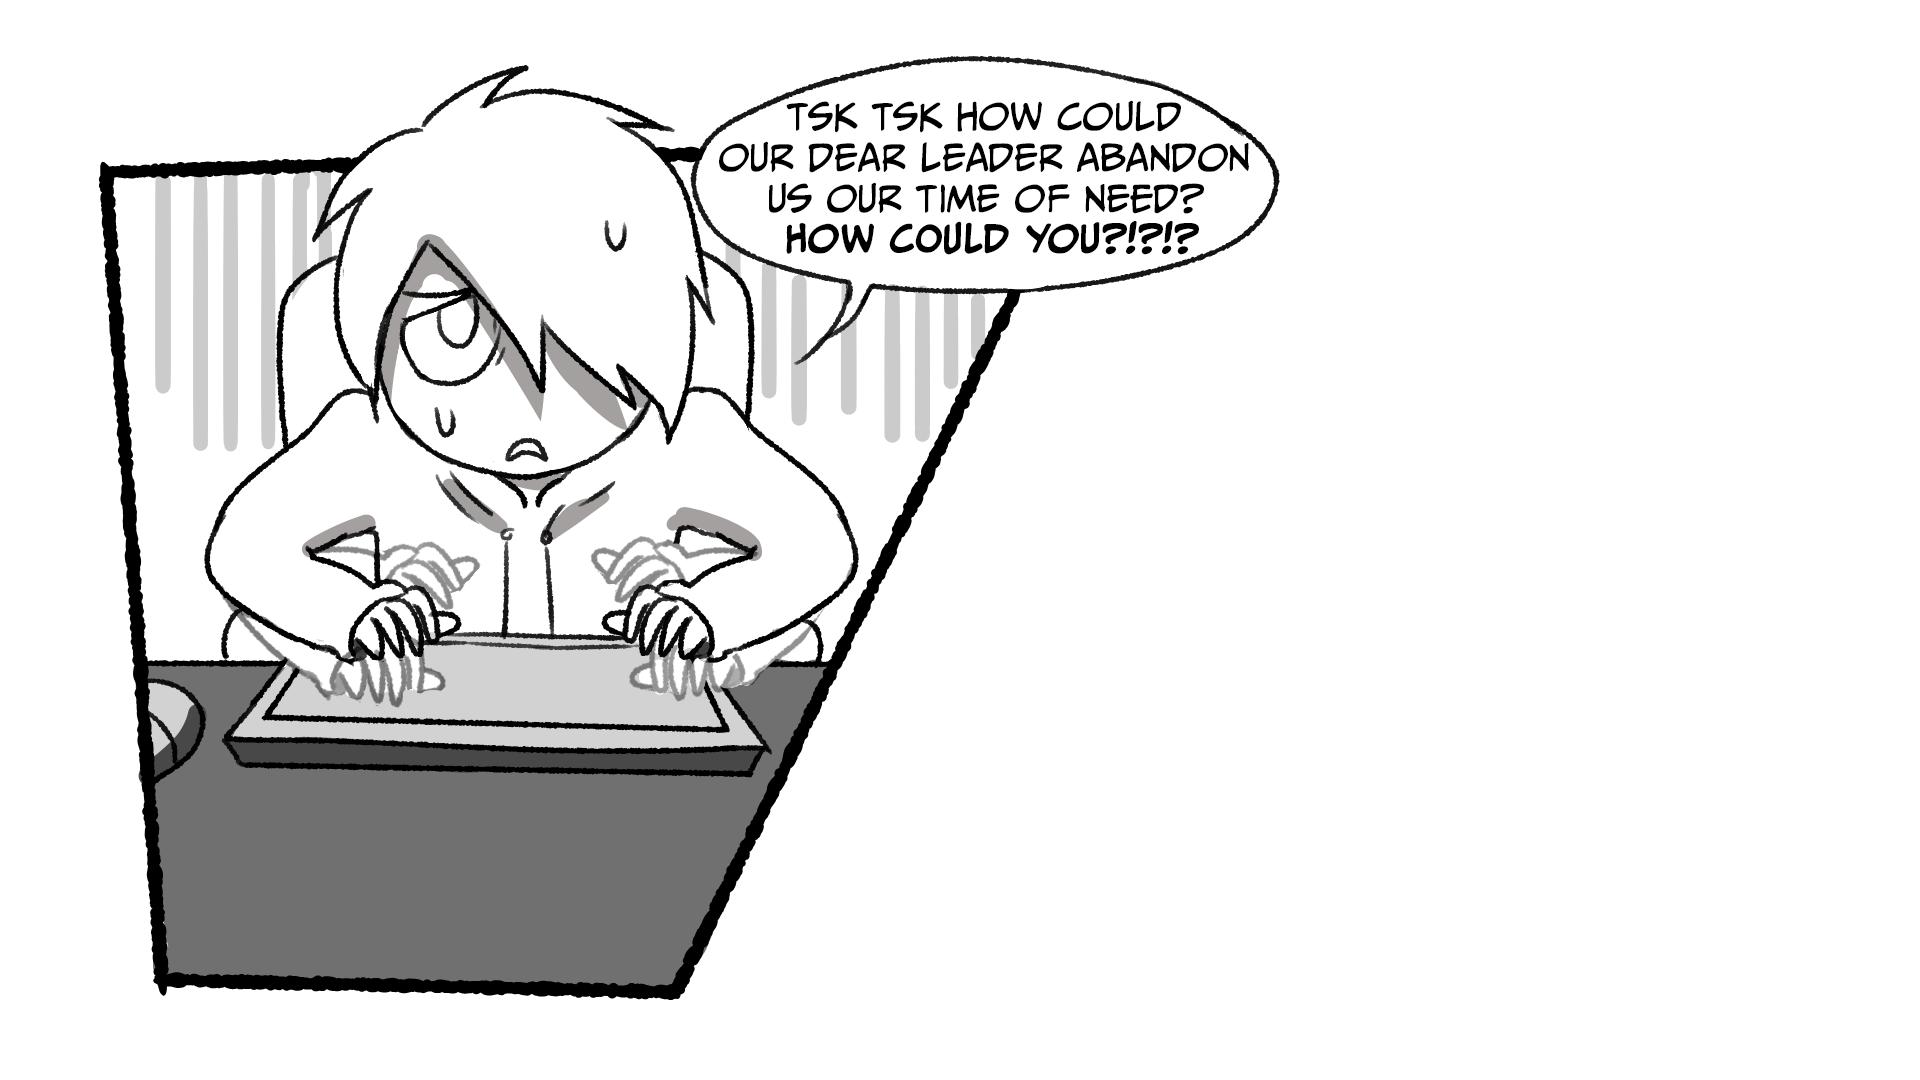 TSK TSK HOW COULD
OUR DEAR LEADER ABANDON
US OUR TIME OF NEED?
HOW COULD YOU?!?!?